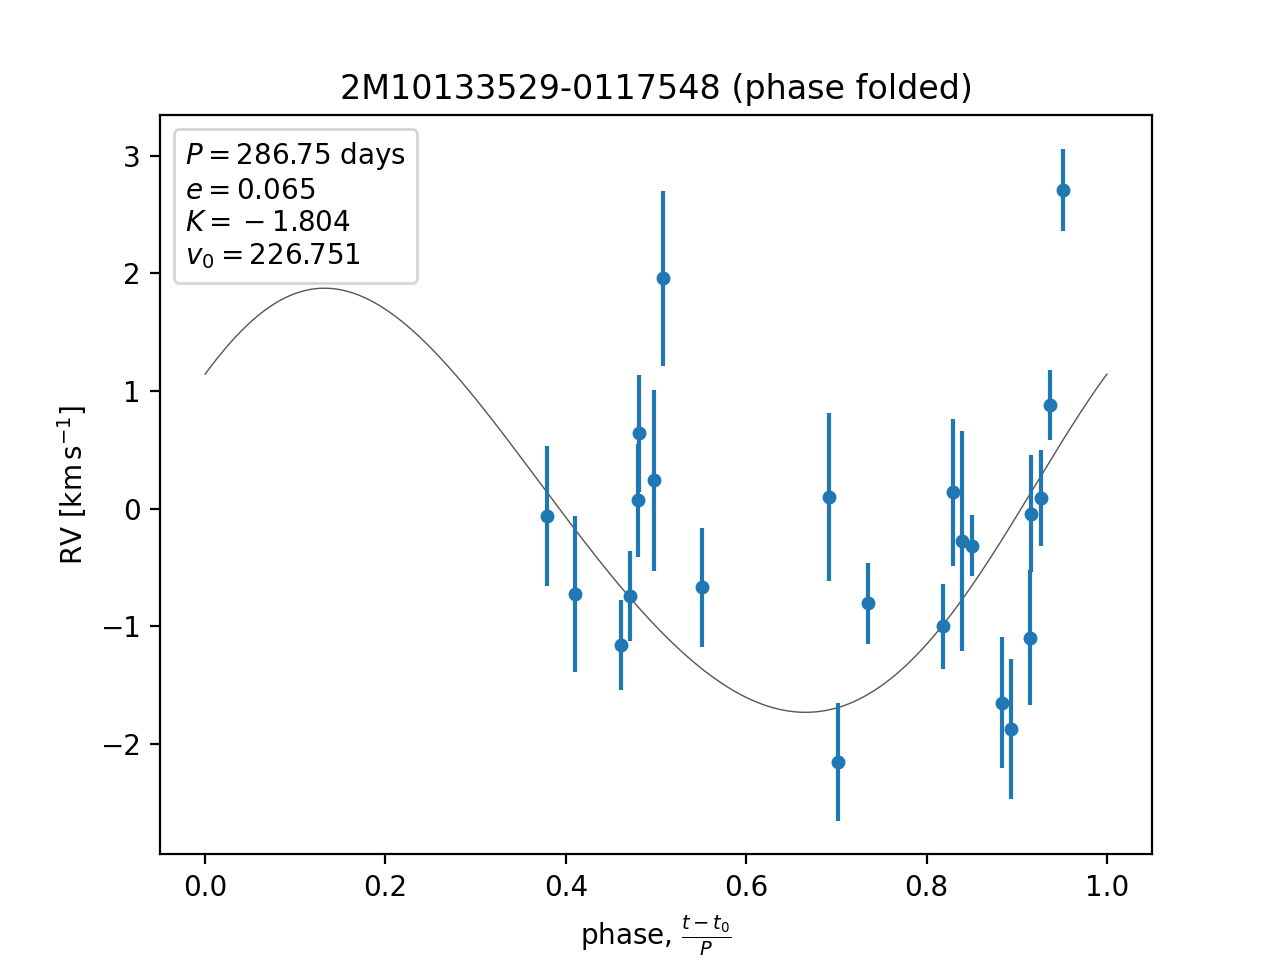 2M10133529-0117548 (phase folded)
P = 286.75 days
e = 0.065
K = −1.804
v₀ = 226.751
3
2
1
0
−1
−2
RV [km s⁻¹]
0.0 0.2 0.4 0.6 0.8 1.0
phase, (t − t₀)/P